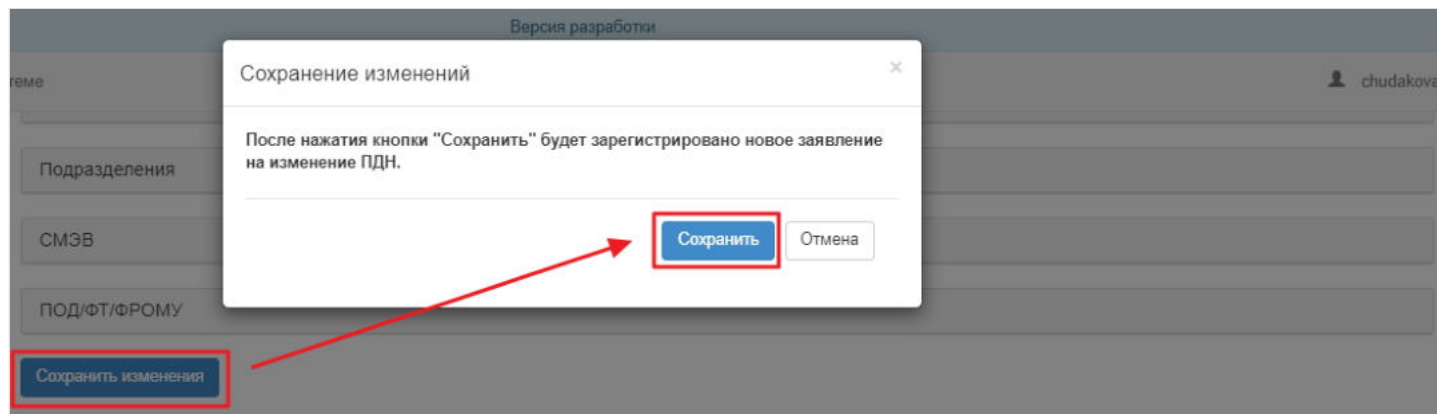 Версия разработки
Сохранение изменений
×
теме
chudakova
После нажатия кнопки "Сохранить" будет зарегистрировано новое заявление
на изменение ПДН.
Подразделения
СМЭВ
Сохранить
Отмена
ПОД/ФТ/ФРОМУ
Сохранить изменения